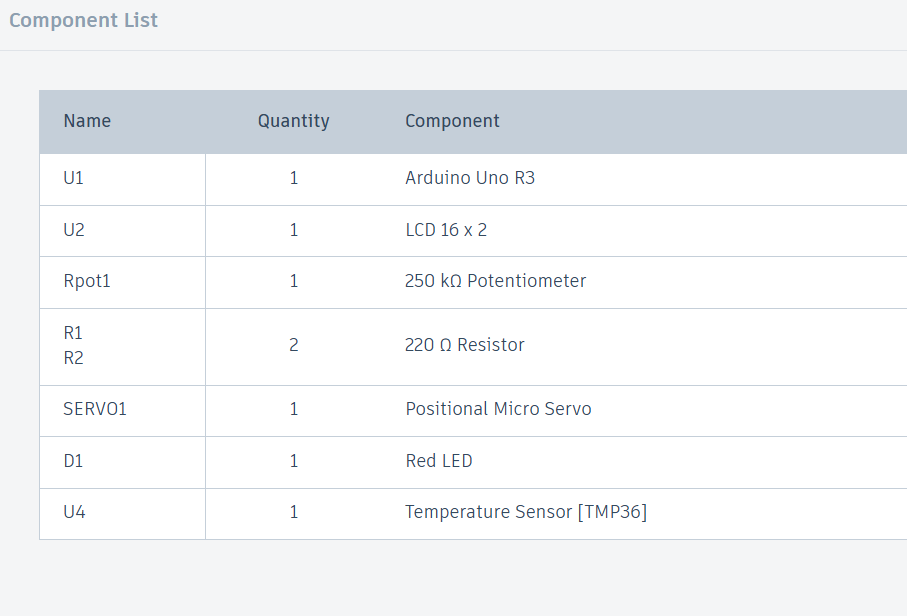 Component List
Name Quantity Component
U1 1 Arduino Uno R3
U2 1 LCD 16 x 2
Rpot1 1 250 kΩ Potentiometer
R1
R2 2 220 Ω Resistor
SERVO1 1 Positional Micro Servo
D1 1 Red LED
U4 1 Temperature Sensor [TMP36]